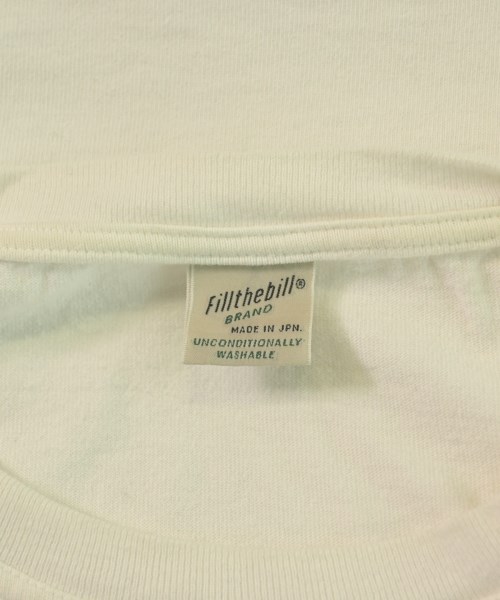 Fillthebill®
BRAND
MADE IN JPN.
UNCONDITIONALLY
WASHABLE